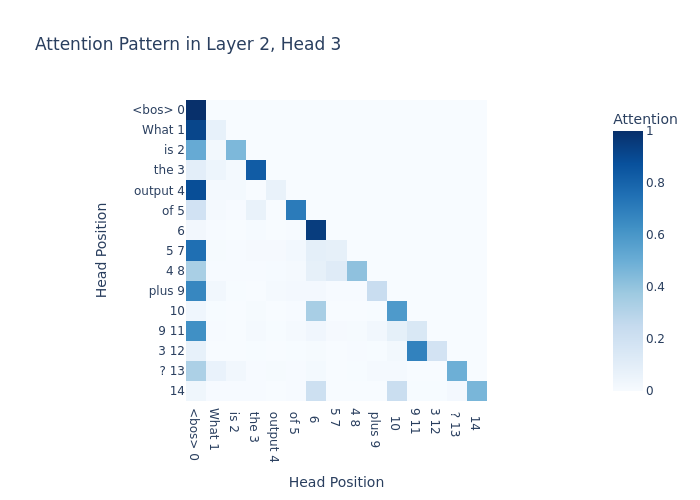 Attention Pattern in Layer 2, Head 3
Attention
<bos> 0
What 1
is 2
the 3
output 4
of 5
6
5 7
4 8
plus 9
10
9 11
3 12
? 13
14
Head Position
<bos> 0
What 1
is 2
the 3
output 4
of 5
6
5 7
4 8
plus 9
10
9 11
3 12
? 13
14
Head Position
1
0.8
0.6
0.4
0.2
0